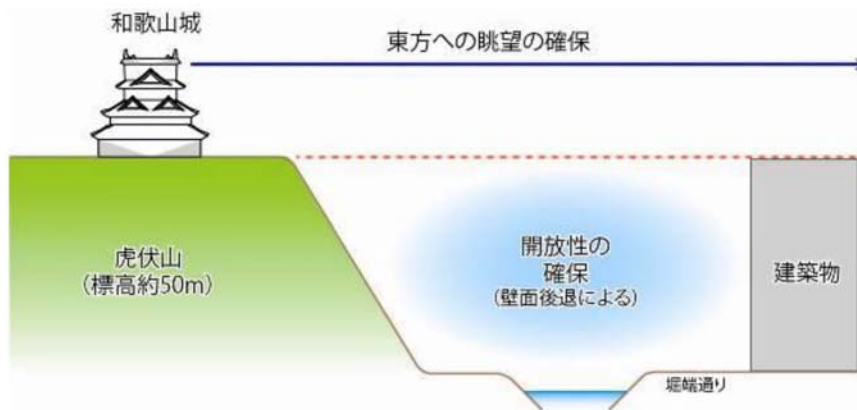 和歌山城
東方への眺望の確保
虎伏山
(標高約50m)
開放性の
確保
(壁面後退による)
建築物
堀端通り